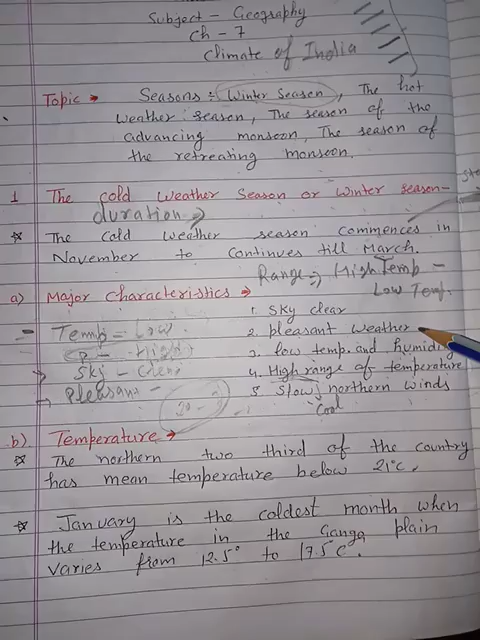 Subject - Geography
Ch - 7
Climate of India
Topic → Seasons : Winter Season, The hot
weather season, The season of the
advancing monsoon, The season of
the retreating monsoon.
1 The cold weather Season or Winter season-
duration →
The cold weather season commences in
November to continues till March.
Range :→ High Temp -
Low Temp.
a) Major characteristics →
1. Sky clear
2. pleasant weather
3. low temp. and humidity
4. High range of temperature
5. Slow northern winds
Cool
Temp - Low
- High
Sky - Clear
Pleasant -
b) Temperature →
The northern two third of the country
has mean temperature below 21°c.
January is the coldest month when
the temperature in the Ganga plain
varies from 12.5° to 17.5 c°.